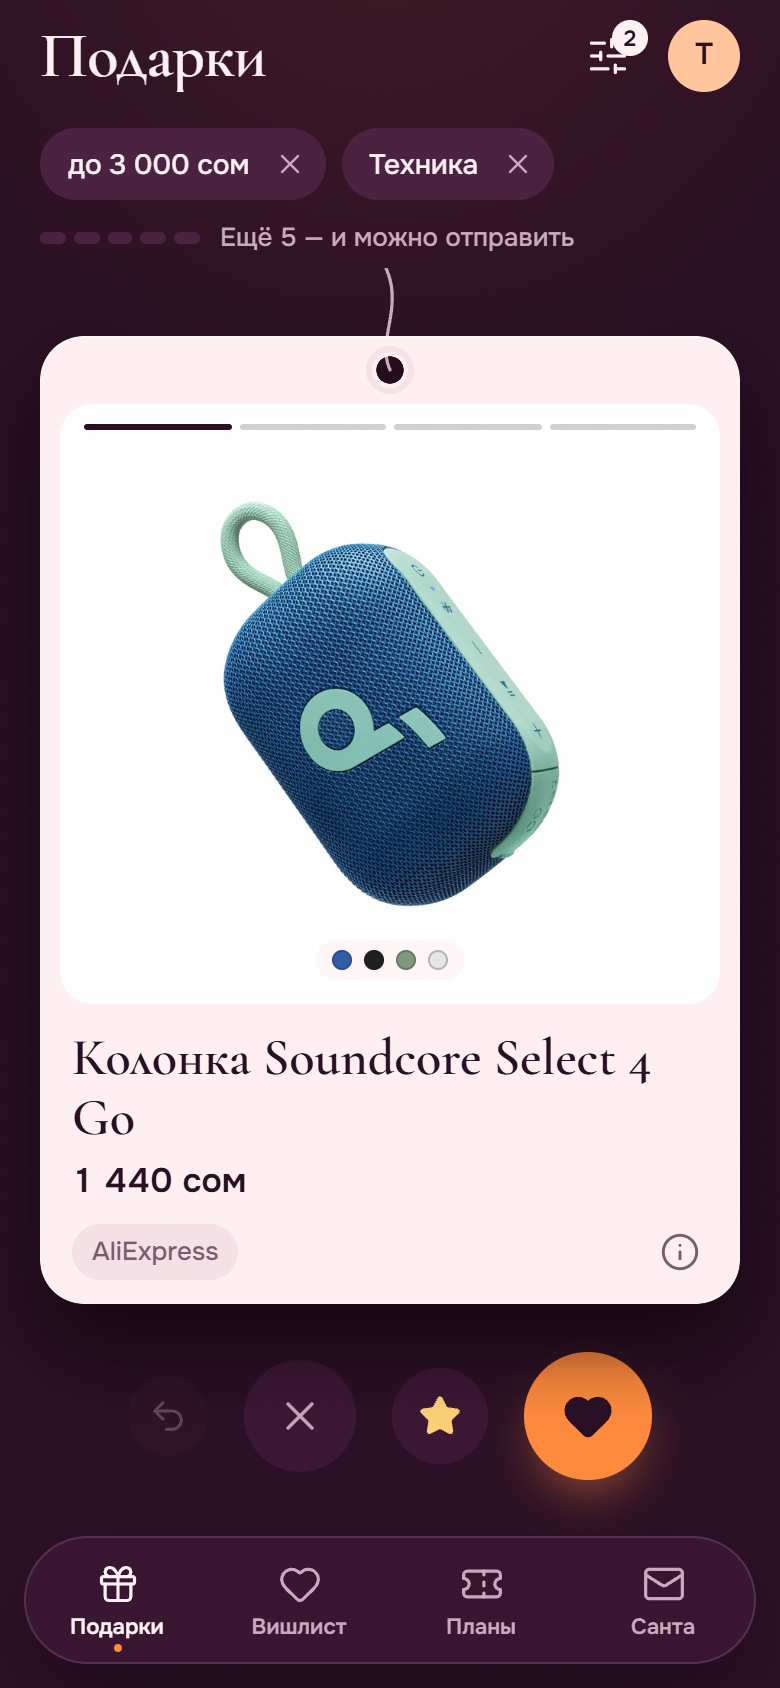 Подарки
2
T
до 3 000 сом
Техника
Ещё 5 — и можно отправить
Колонка Soundcore Select 4
Go
1 440 сом
AliExpress
Подарки
Вишлист
Планы
Санта